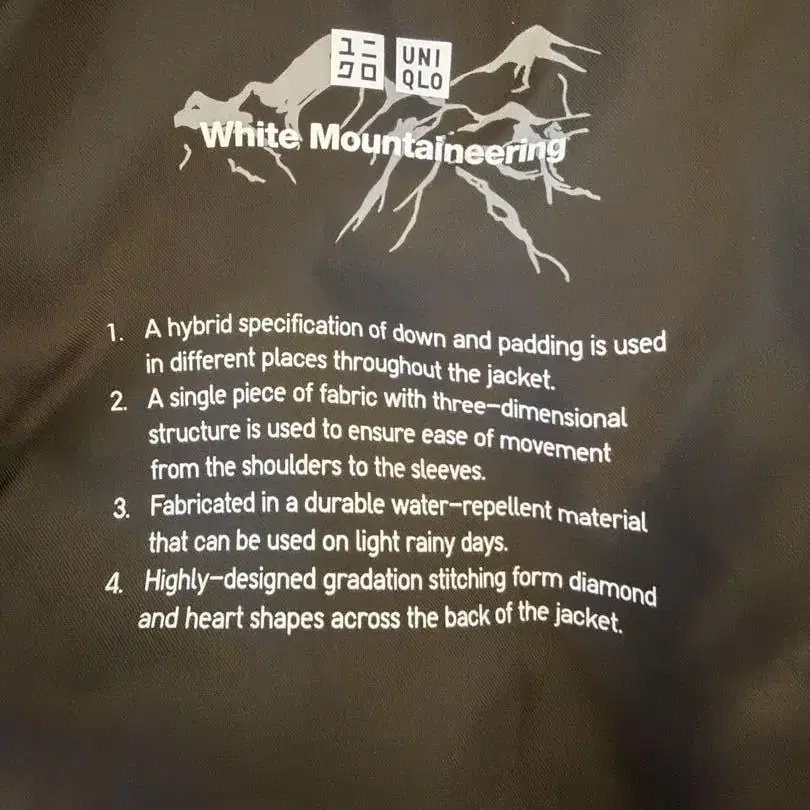 ユニ UNI
クロ QLO
White Mountaineering
1. A hybrid specification of down and padding is used
in different places throughout the jacket.
2. A single piece of fabric with three-dimensional
structure is used to ensure ease of movement
from the shoulders to the sleeves.
3. Fabricated in a durable water-repellent material
that can be used on light rainy days.
4. Highly-designed gradation stitching form diamond
and heart shapes across the back of the jacket.